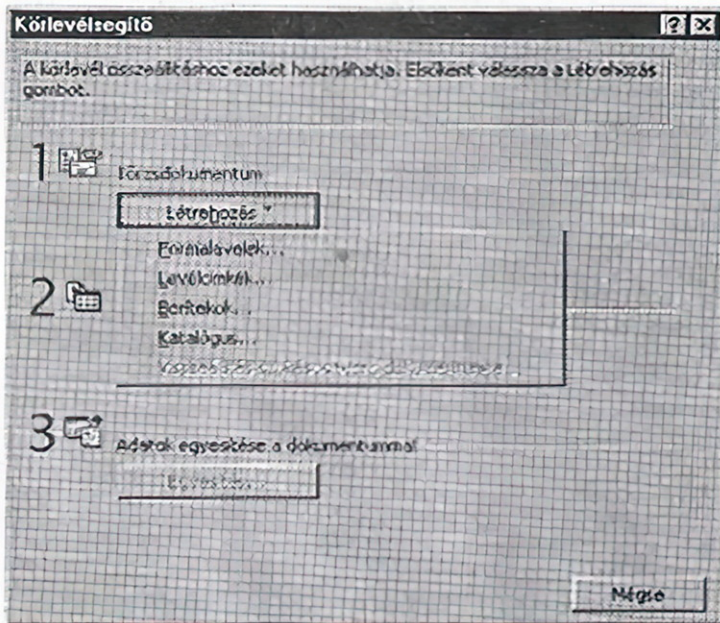 Körlevélsegítő
A körlevél összeállításhoz ezeket használhatja. Elsőként válassza a Létrehozás
gombot.
1
Törzsdokumentum
Létrehozás
Formalevelek...
Levélcímkék...
2
Borítékok...
Katalógus...
3
Adatok egyesítése a dokumentummal
Egyesítés...
Mégse